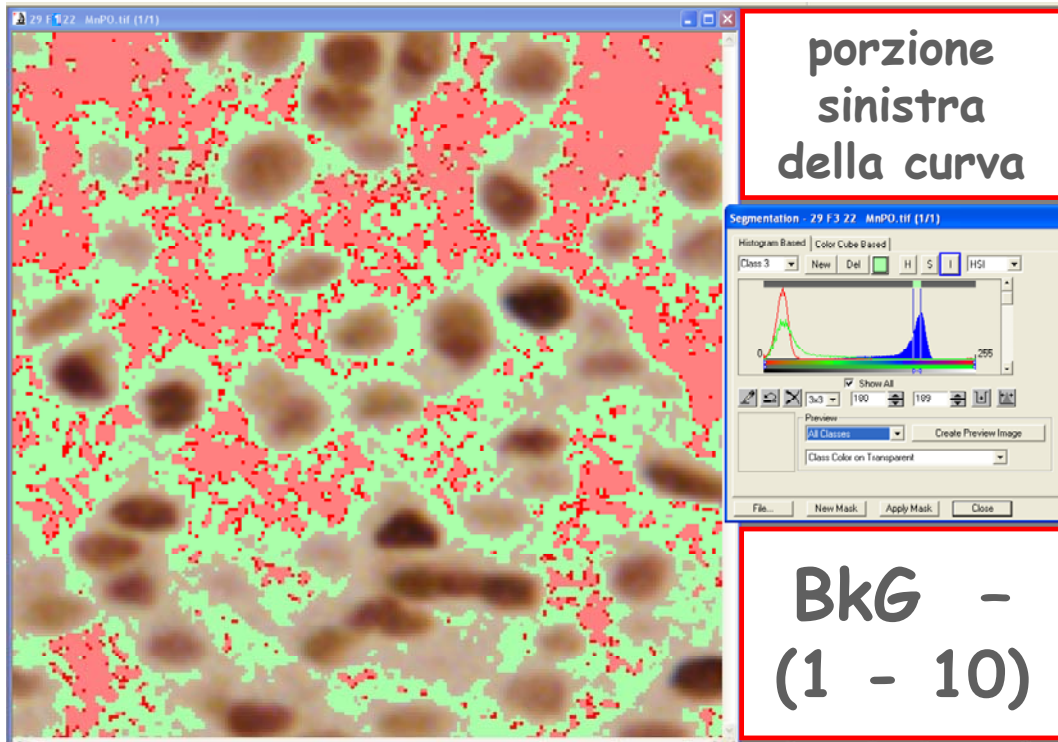 29 F3 22 MnPO.tif (1/1)
porzione
sinistra
della curva
Segmentation - 29 F3 22 MnPO.tif (1/1)
Histogram Based
Color Cube Based
Class 3
New
Del
H
S
I
HSI
0
255
Show All
3x3
180
189
Preview
All Classes
Create Preview Image
Class Color on Transparent
File...
New Mask
Apply Mask
Close
BkG -
(1 - 10)